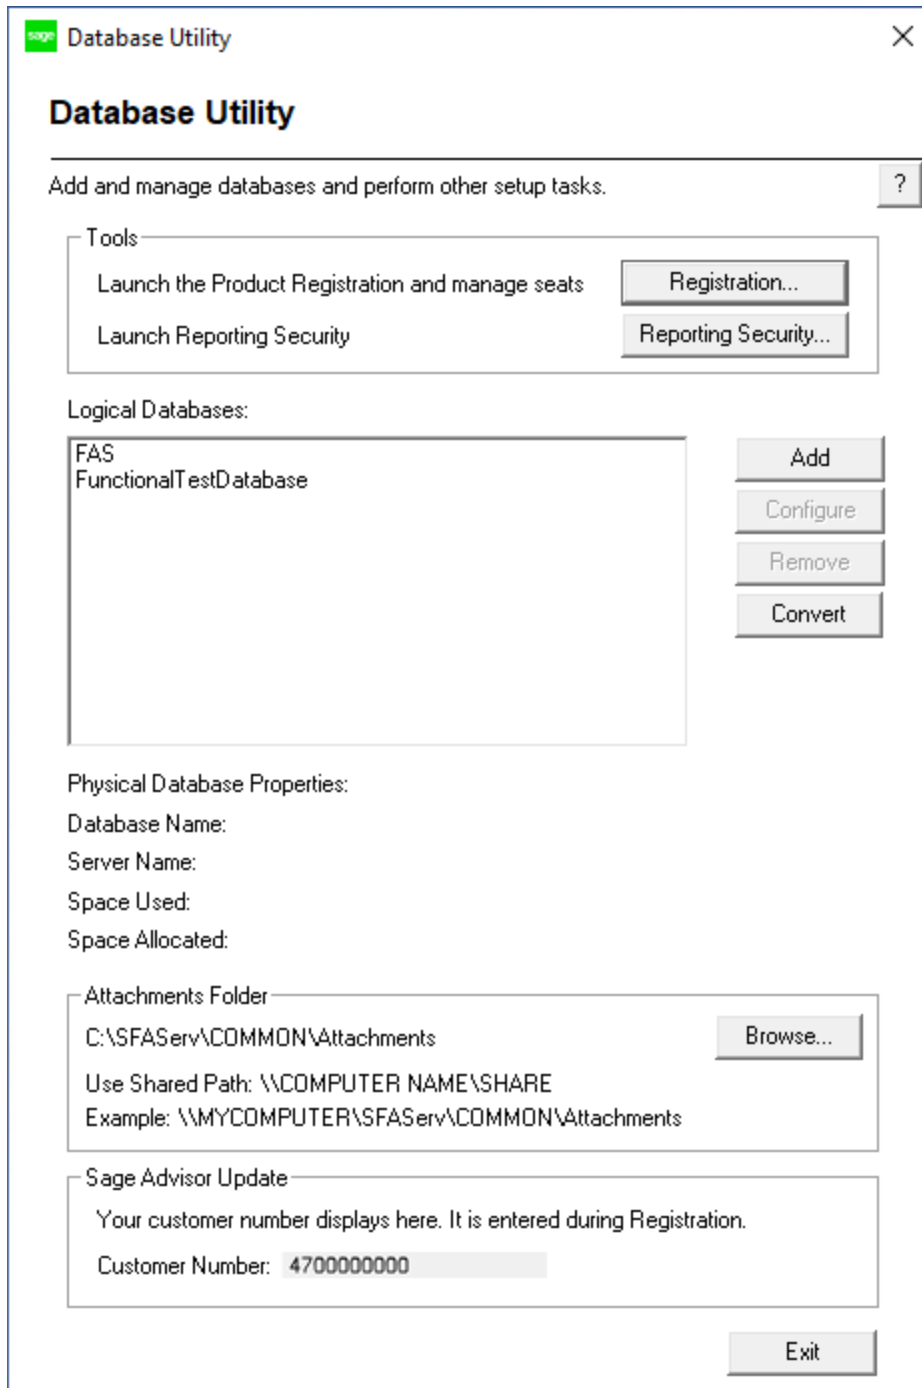 sage Database Utility
Database Utility
Add and manage databases and perform other setup tasks.
?
Tools
Launch the Product Registration and manage seats
Registration...
Launch Reporting Security
Reporting Security...
Logical Databases:
FAS
FunctionalTestDatabase
Add
Configure
Remove
Convert
Physical Database Properties:
Database Name:
Server Name:
Space Used:
Space Allocated:
Attachments Folder
C:\SFAServ\COMMON\Attachments
Browse...
Use Shared Path: \\COMPUTER NAME\SHARE
Example: \\MYCOMPUTER\SFAServ\COMMON\Attachments
Sage Advisor Update
Your customer number displays here. It is entered during Registration.
Customer Number: 4700000000
Exit